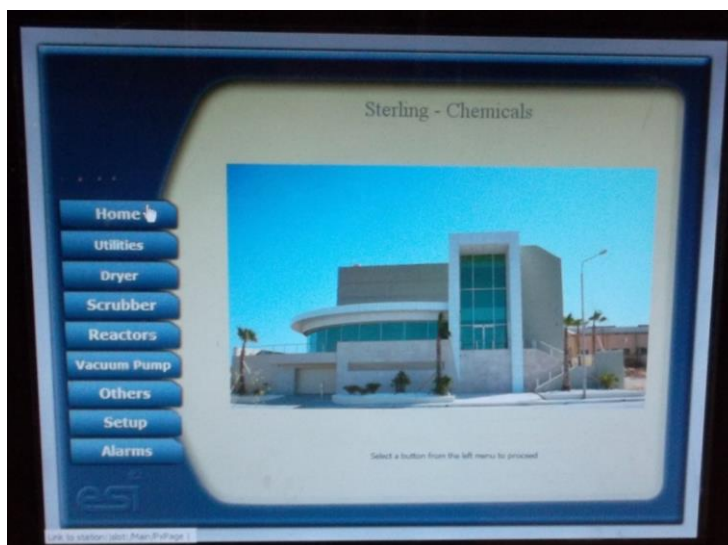 Sterling - Chemicals
Home
Utilities
Dryer
Scrubber
Reactors
Vacuum Pump
Others
Setup
Alarms
Select a button from the left menu to proceed
esi